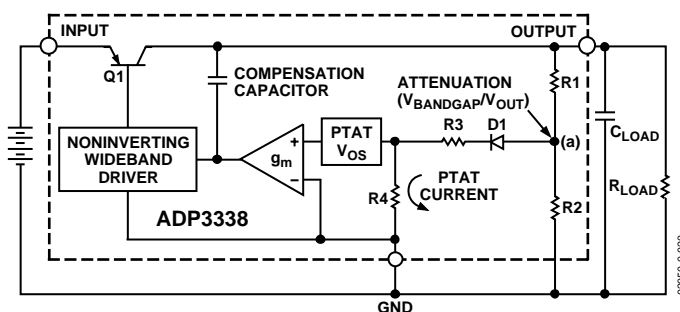 INPUT
OUTPUT
Q1
COMPENSATION
CAPACITOR
ATTENUATION
(VBANDGAP/VOUT)
R1
NONINVERTING
WIDEBAND
DRIVER
gm
+
−
PTAT
VOS
R3
D1
(a)
CLOAD
RLOAD
R4
PTAT
CURRENT
R2
ADP3338
GND